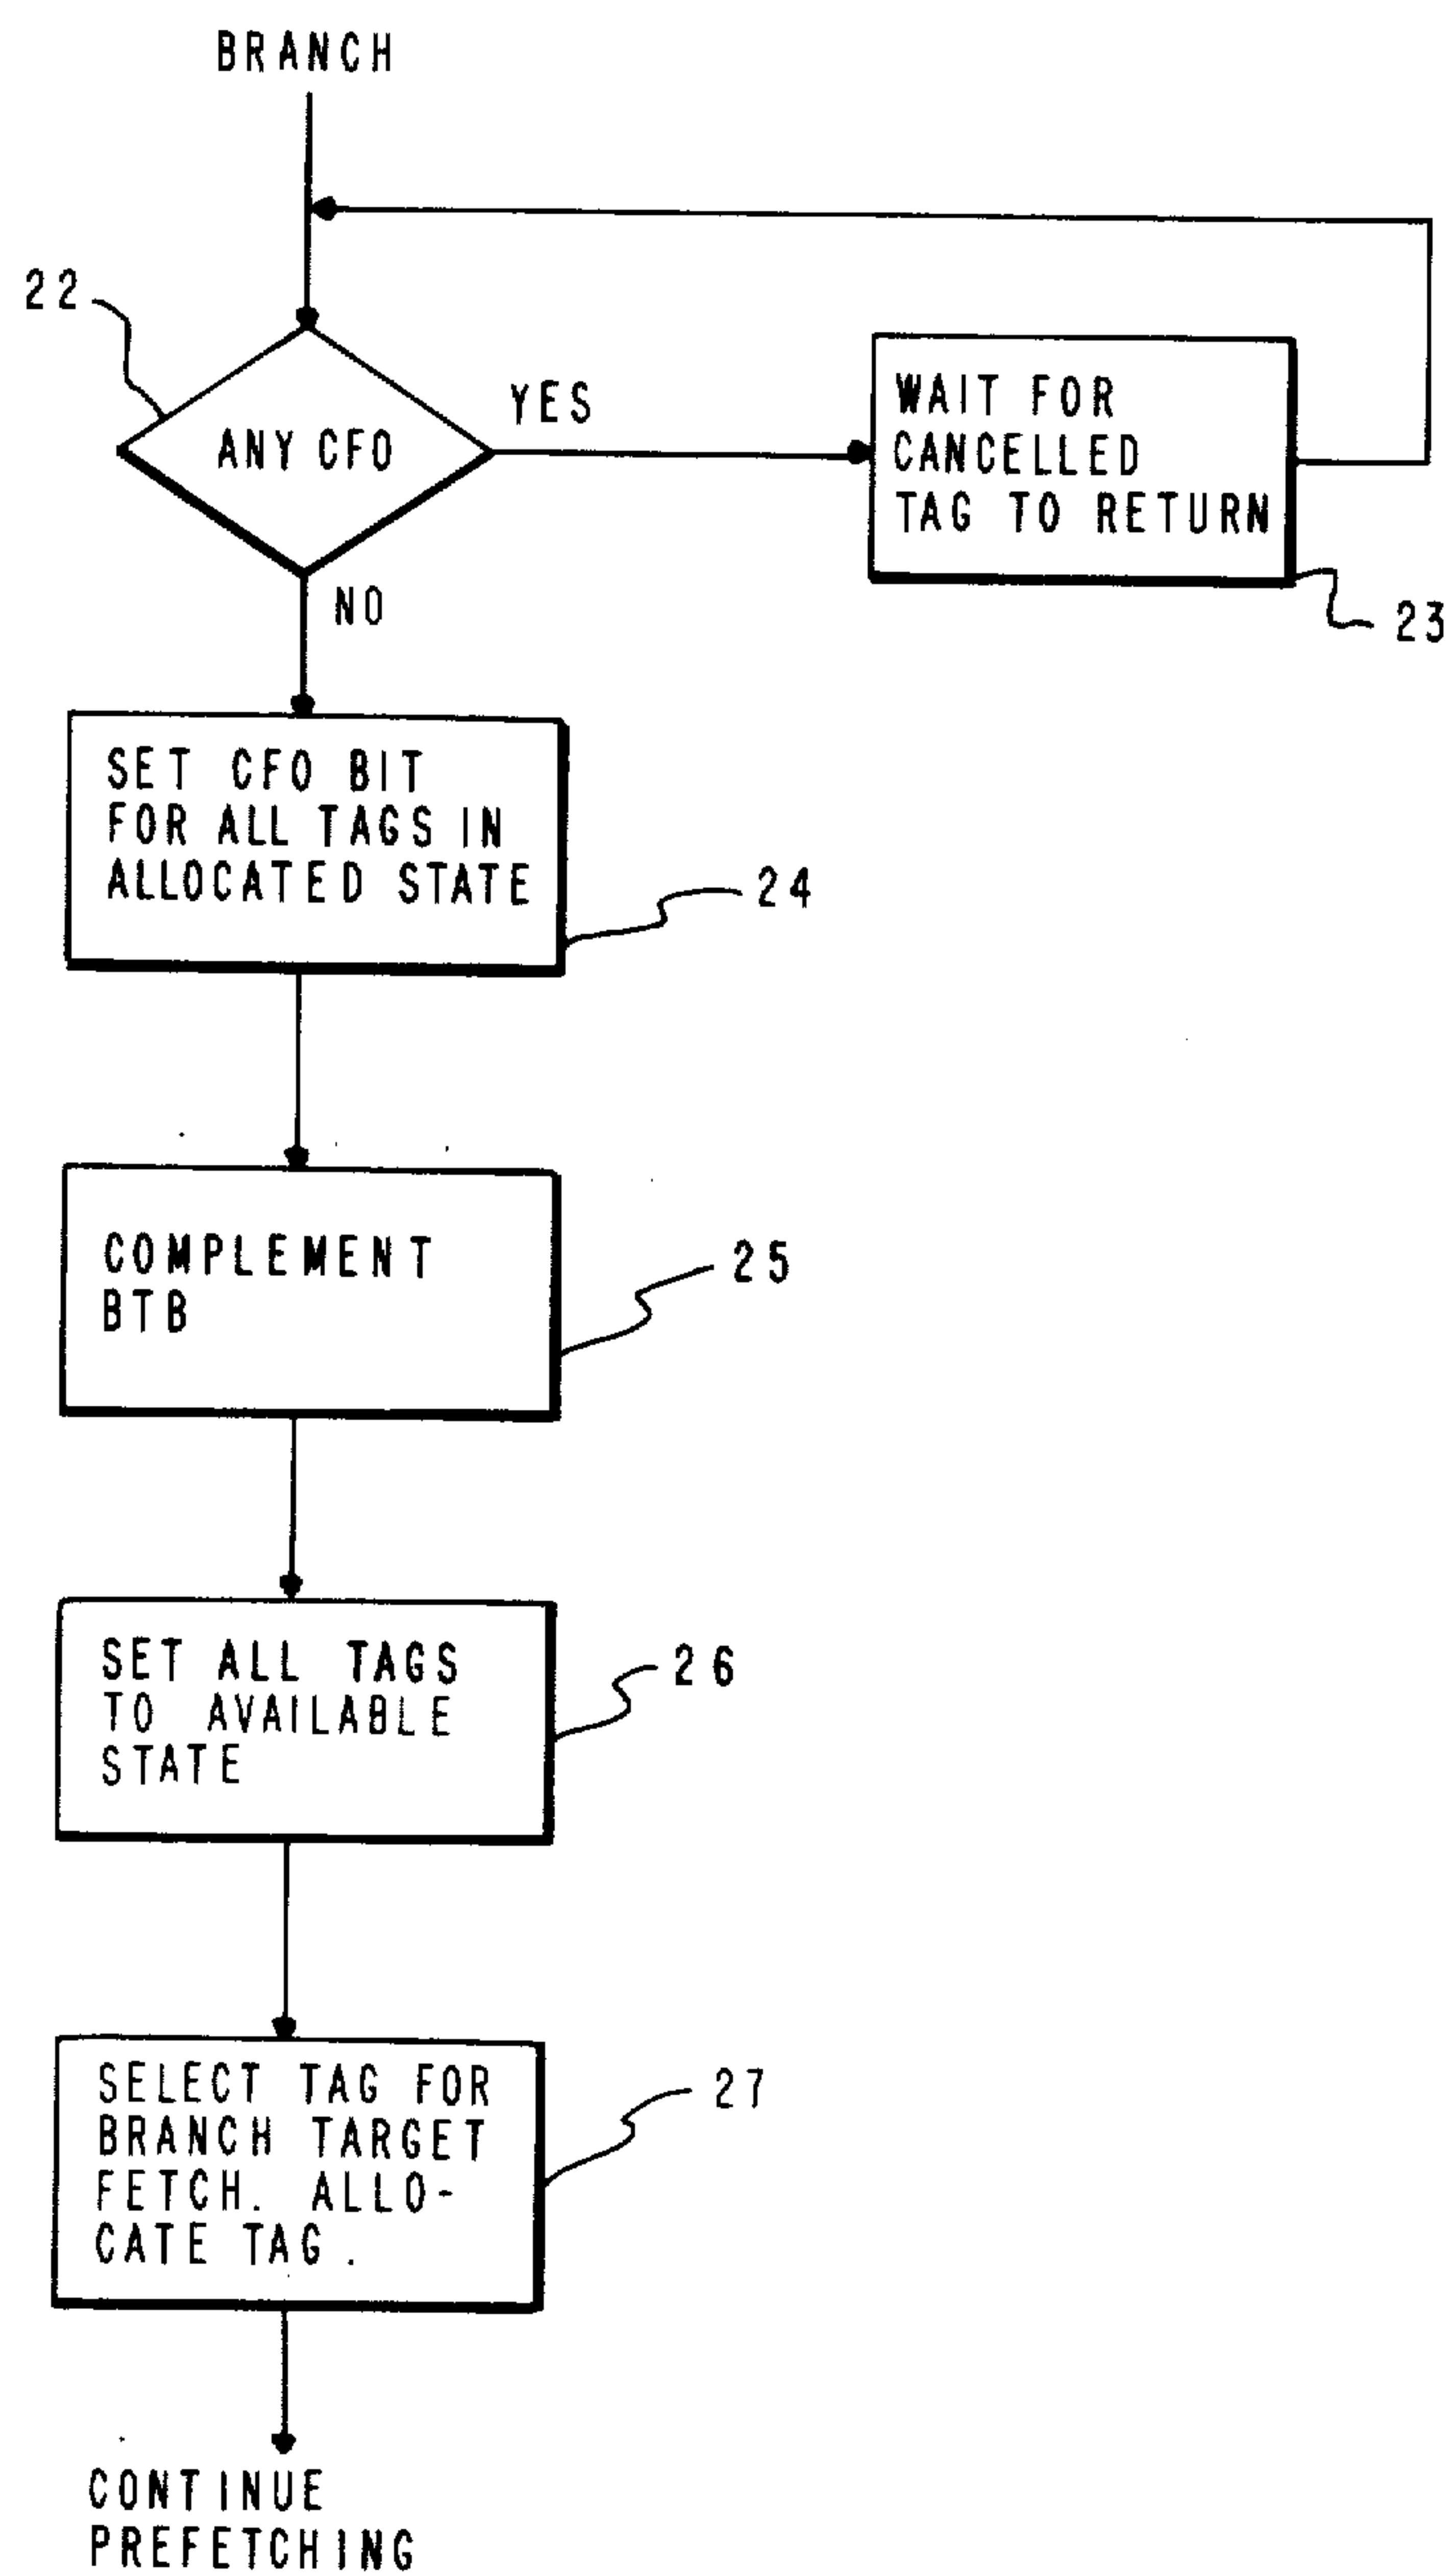 BRANCH
22
YES
ANY CFO
WAIT FOR
CANCELLED
TAG TO RETURN
23
NO
SET CFO BIT
FOR ALL TAGS IN
ALLOCATED STATE
24
COMPLEMENT
BTB
25
SET ALL TAGS
TO AVAILABLE
STATE
26
SELECT TAG FOR
BRANCH TARGET
FETCH. ALLO-
CATE TAG.
27
CONTINUE
PREFETCHING